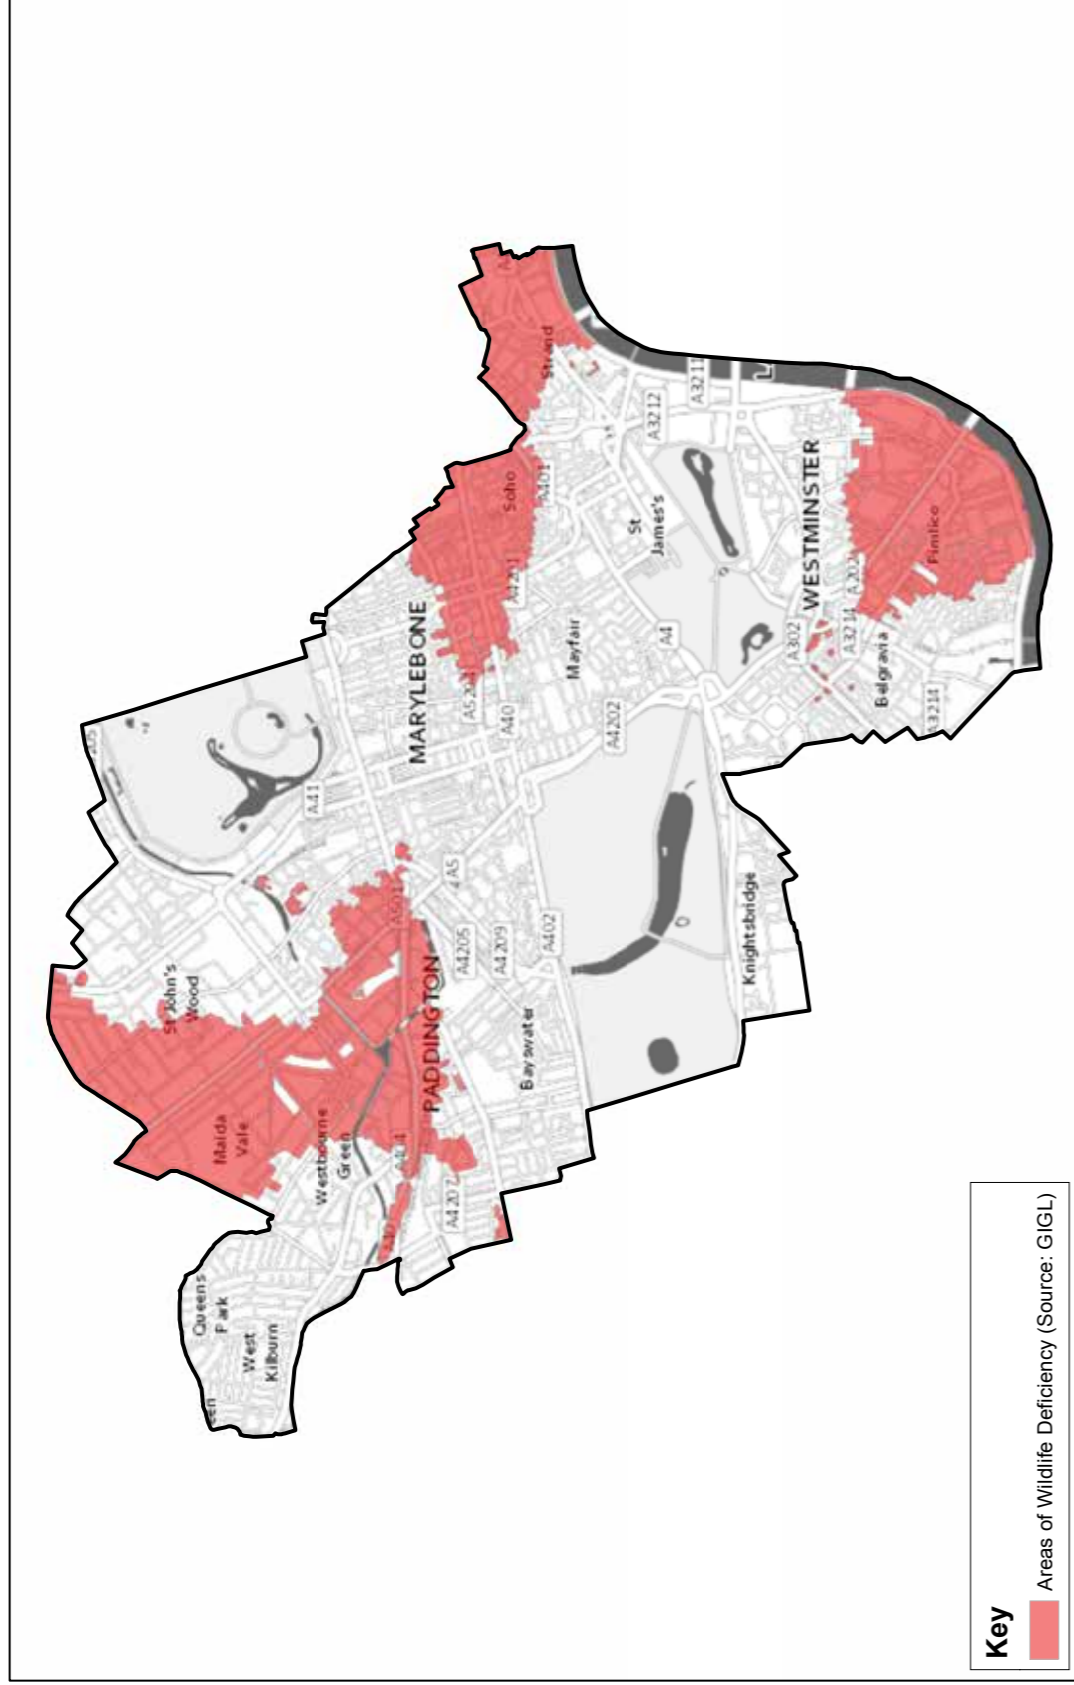 Queens
Park
West
Kilburn
Maida
Vale
St John's
Wood
Westbourne
Green
A41
A404
A501
PADDINGTON
A4207
A4205
A4209
A5
A402
Bayswater
MARYLEBONE
A40
A4201
Soho
A401
Strand
Mayfair
A4202
A4
St
James's
A3212
A3211
Knightsbridge
A302
WESTMINSTER
A3214
A202
Belgravia
A3214
Pimlico
Key
Areas of Wildlife Deficiency (Source: GIGL)